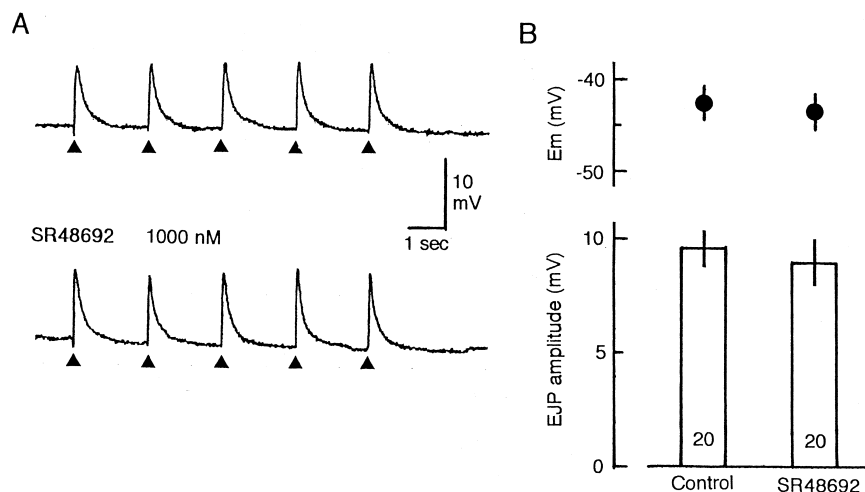 A
10
mV
1 sec
SR48692 1000 nM
B
-40
-50
Em (mV)
10
5
0
EJP amplitude (mV)
20
20
Control
SR48692